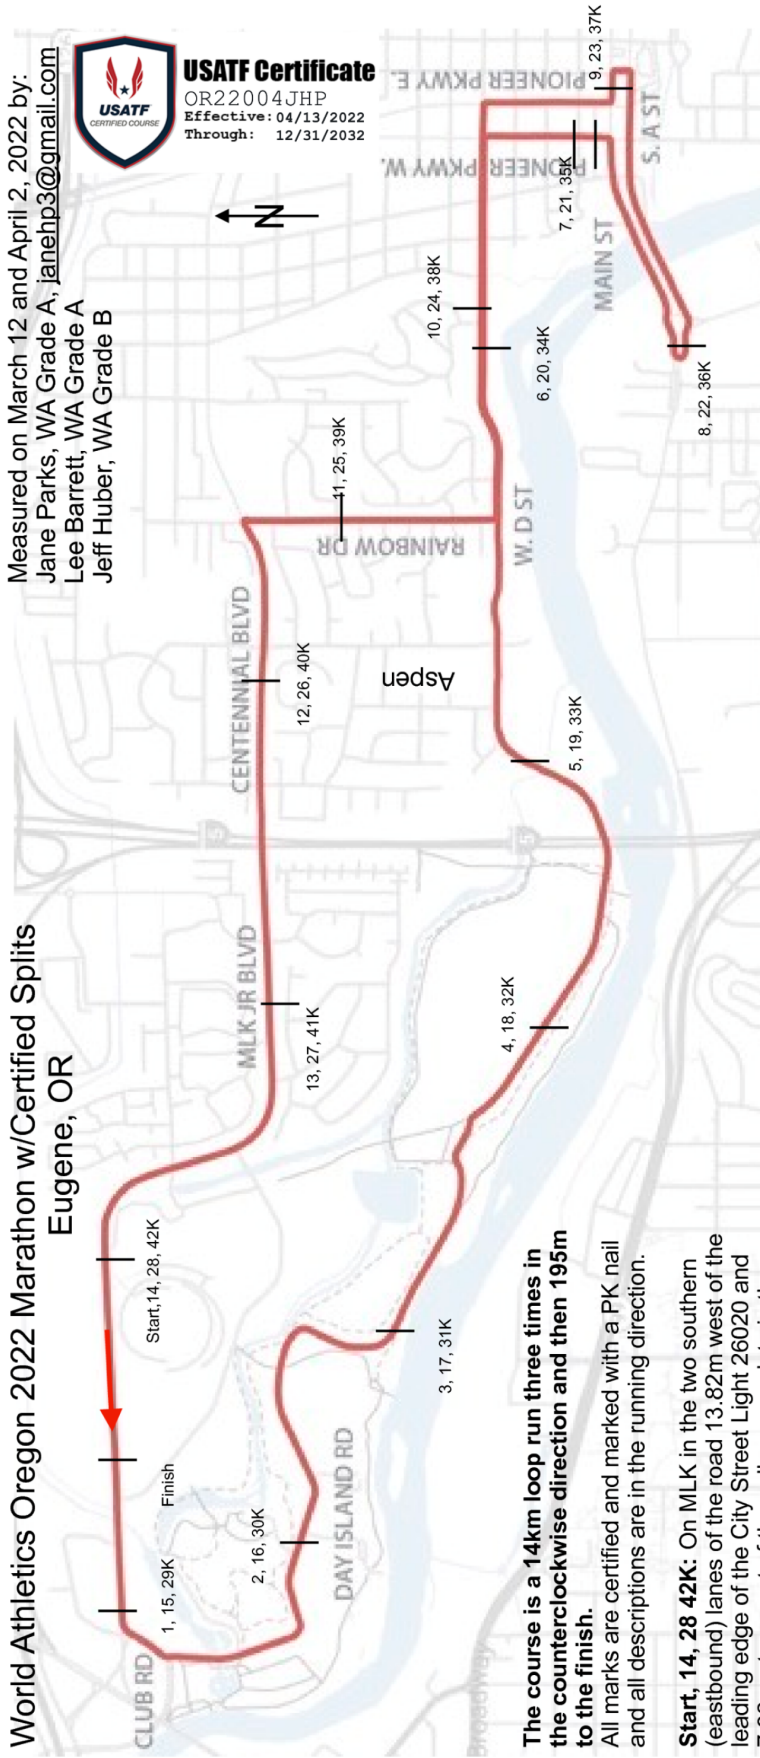 World Athletics Oregon 2022 Marathon w/Certified Splits
Eugene, OR
Measured on March 12 and April 2, 2022 by:
Jane Parks, WA Grade A, janehp3@gmail.com
Lee Barrett, WA Grade A
Jeff Huber, WA Grade B
USATF
CERTIFIED COURSE
USATF Certificate
OR22004JHP
Effective: 04/13/2022
Through: 12/31/2032
N
CLUB RD
1, 15, 29K
Finish
Start,14, 28, 42K
2, 16, 30K
DAY ISLAND RD
3, 17, 31K
MLK JR BLVD
13, 27, 41K
4, 18, 32K
5
5
CENTENNIAL BLVD
12, 26, 40K
Aspen
5, 19, 33K
RAINBOW DR
11, 25, 39K
W. D ST
10, 24, 38K
6, 20, 34K
PIONEER PKWY W.
PIONEER PKWY E.
7, 21, 35K
MAIN ST
S. A ST
9, 23, 37K
8, 22, 36K
Broadway
The course is a 14km loop run three times in
the counterclockwise direction and then 195m
to the finish.
All marks are certified and marked with a PK nail
and all descriptions are in the running direction.
Start, 14, 28 42K: On MLK in the two southern
(eastbound) lanes of the road 13.82m west of the
leading edge of the City Street Light 26020 and